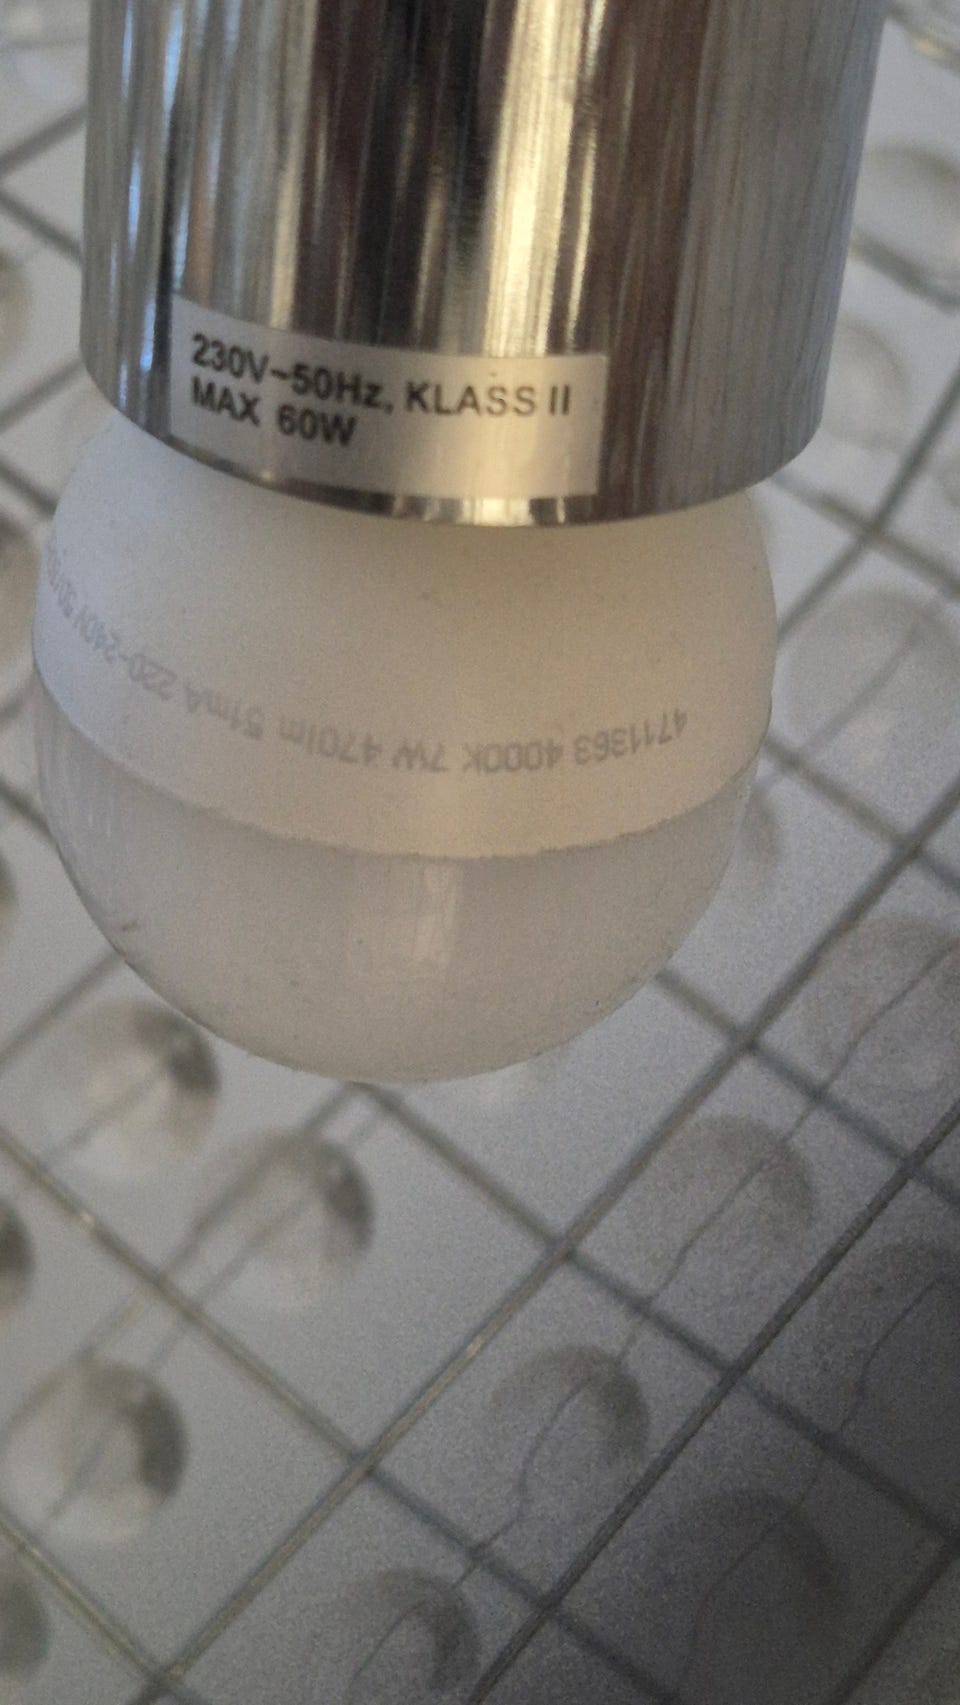 230V~50Hz, KLASS II
MAX 60W
4711363 4000K 7W 470lm 51mA 220-240V